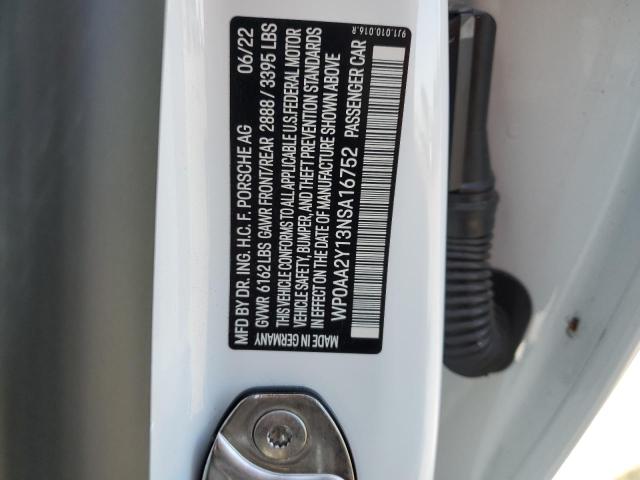 MFD BY DR. ING. H.C. F. PORSCHE AG 06/22
GVWR 6162 LBS GAWR FRONT/REAR 2888 / 3395 LBS
THIS VEHICLE CONFORMS TO ALL APPLICABLE U.S.FEDERAL MOTOR
VEHICLE SAFETY, BUMPER, AND THEFT PREVENTION STANDARDS
IN EFFECT ON THE DATE OF MANUFACTURE SHOWN ABOVE
WP0AA2Y13NSA16752 PASSENGER CAR
MADE IN GERMANY
9J1.010.016.R